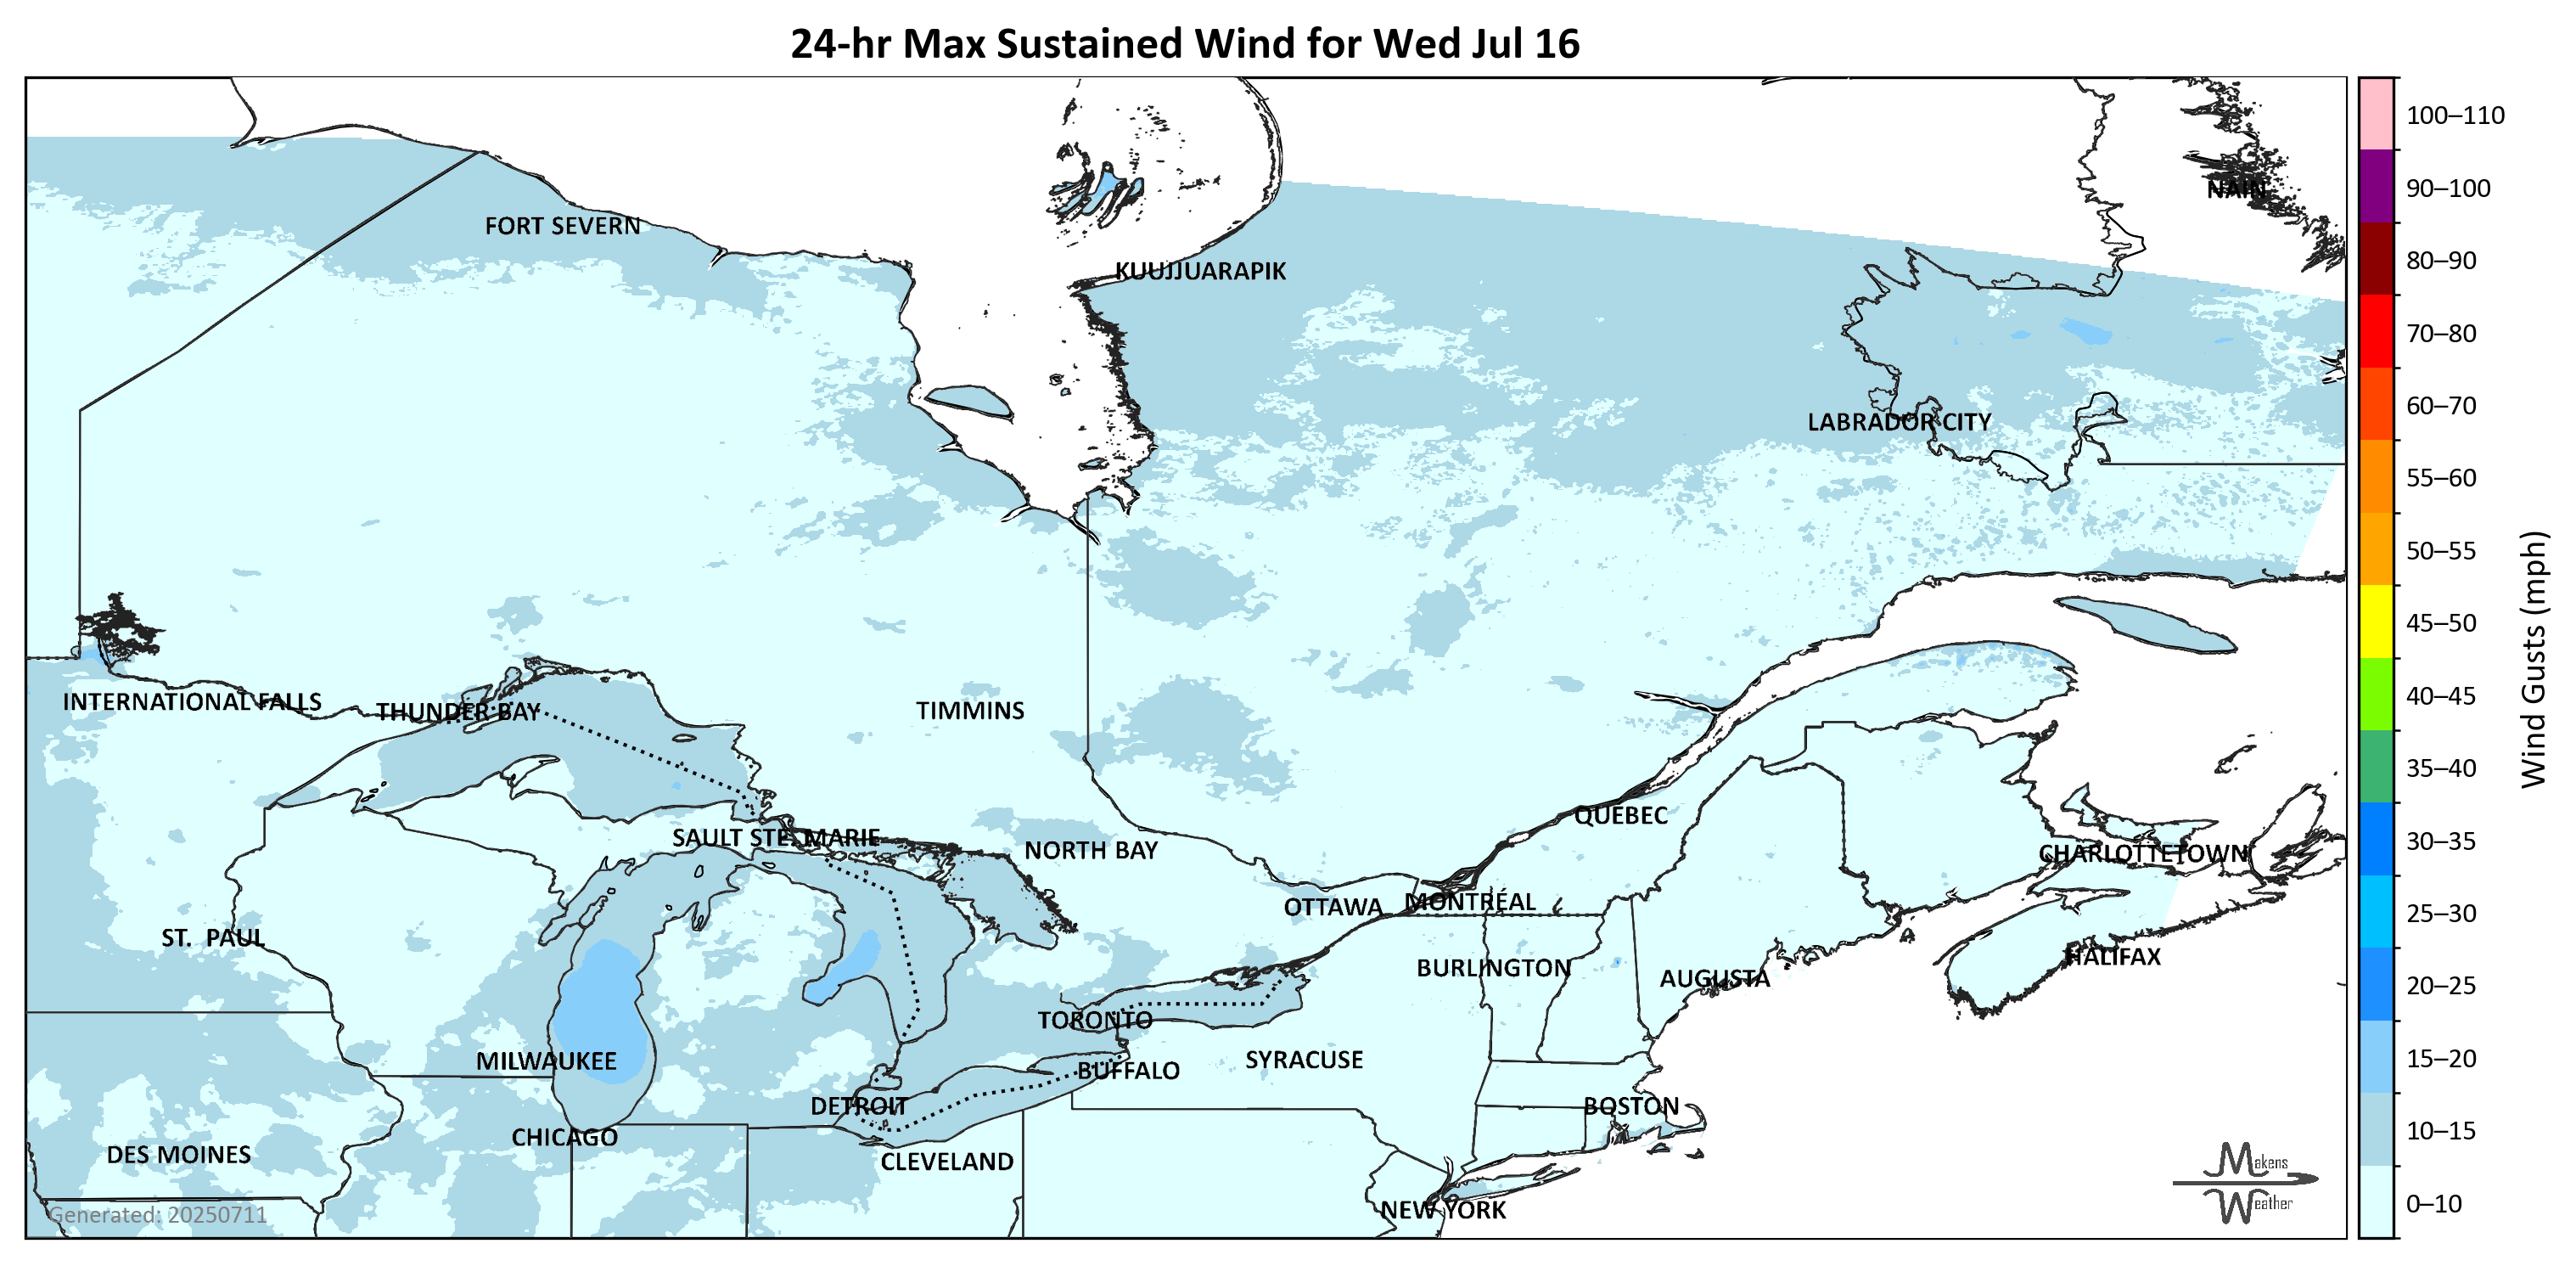 24-hr Max Sustained Wind for Wed Jul 16
100–110
90–100
NAIN
FORT SEVERN
80–90
KUUJJUARAPIK
70–80
60–70
LABRADOR CITY
55–60
50–55
45–50
Wind Gusts (mph)
40–45
INTERNATIONAL FALLS
THUNDER BAY
TIMMINS
35–40
QUÉBEC
30–35
SAULT STE. MARIE
NORTH BAY
CHARLOTTETOWN
25–30
OTTAWA
MONTRÉAL
ST. PAUL
HALIFAX
BURLINGTON
AUGUSTA
20–25
TORONTO
15–20
MILWAUKEE
SYRACUSE
BUFFALO
DETROIT
BOSTON
10–15
CHICAGO
DES MOINES
CLEVELAND
Makens
Weather
0–10
NEW YORK
Generated: 20250711